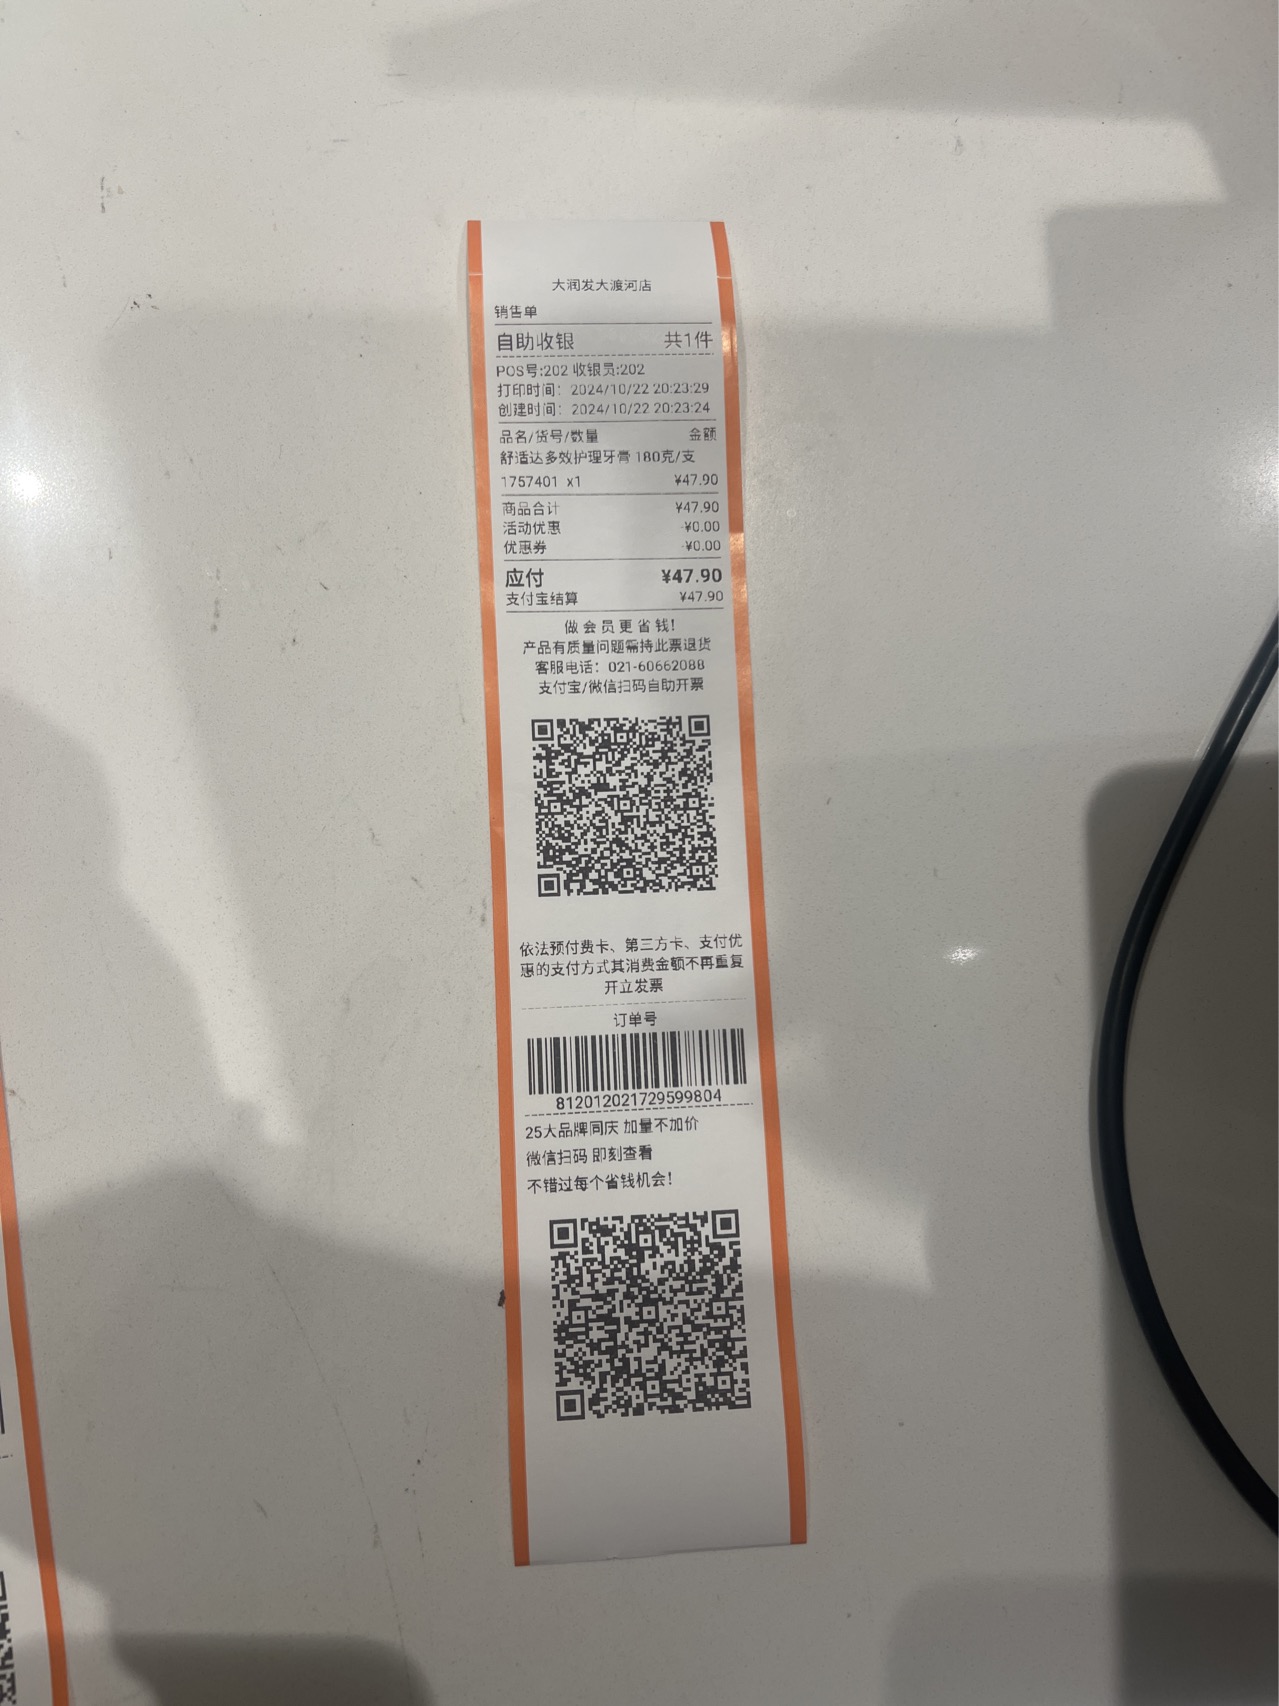 大润发大渡河店
销售单
自助收银 共1件
POS号:202 收银员:202
打印时间: 2024/10/22 20:23:29
创建时间: 2024/10/22 20:23:24
品名/货号/数量 金额
舒适达多效护理牙膏 180克/支
1757401 x1 ¥47.90
商品合计 ¥47.90
活动优惠 -¥0.00
优惠券 -¥0.00
应付 ¥47.90
支付宝结算 ¥47.90
做会员更省钱!
产品有质量问题需持此票退货
客服电话: 021-60662088
支付宝/微信扫码自助开票
依法预付费卡、第三方卡、支付优
惠的支付方式其消费金额不再重复
开立发票
订单号
812012021729599804
25大品牌同庆 加量不加价
微信扫码 即刻查看
不错过每个省钱机会!